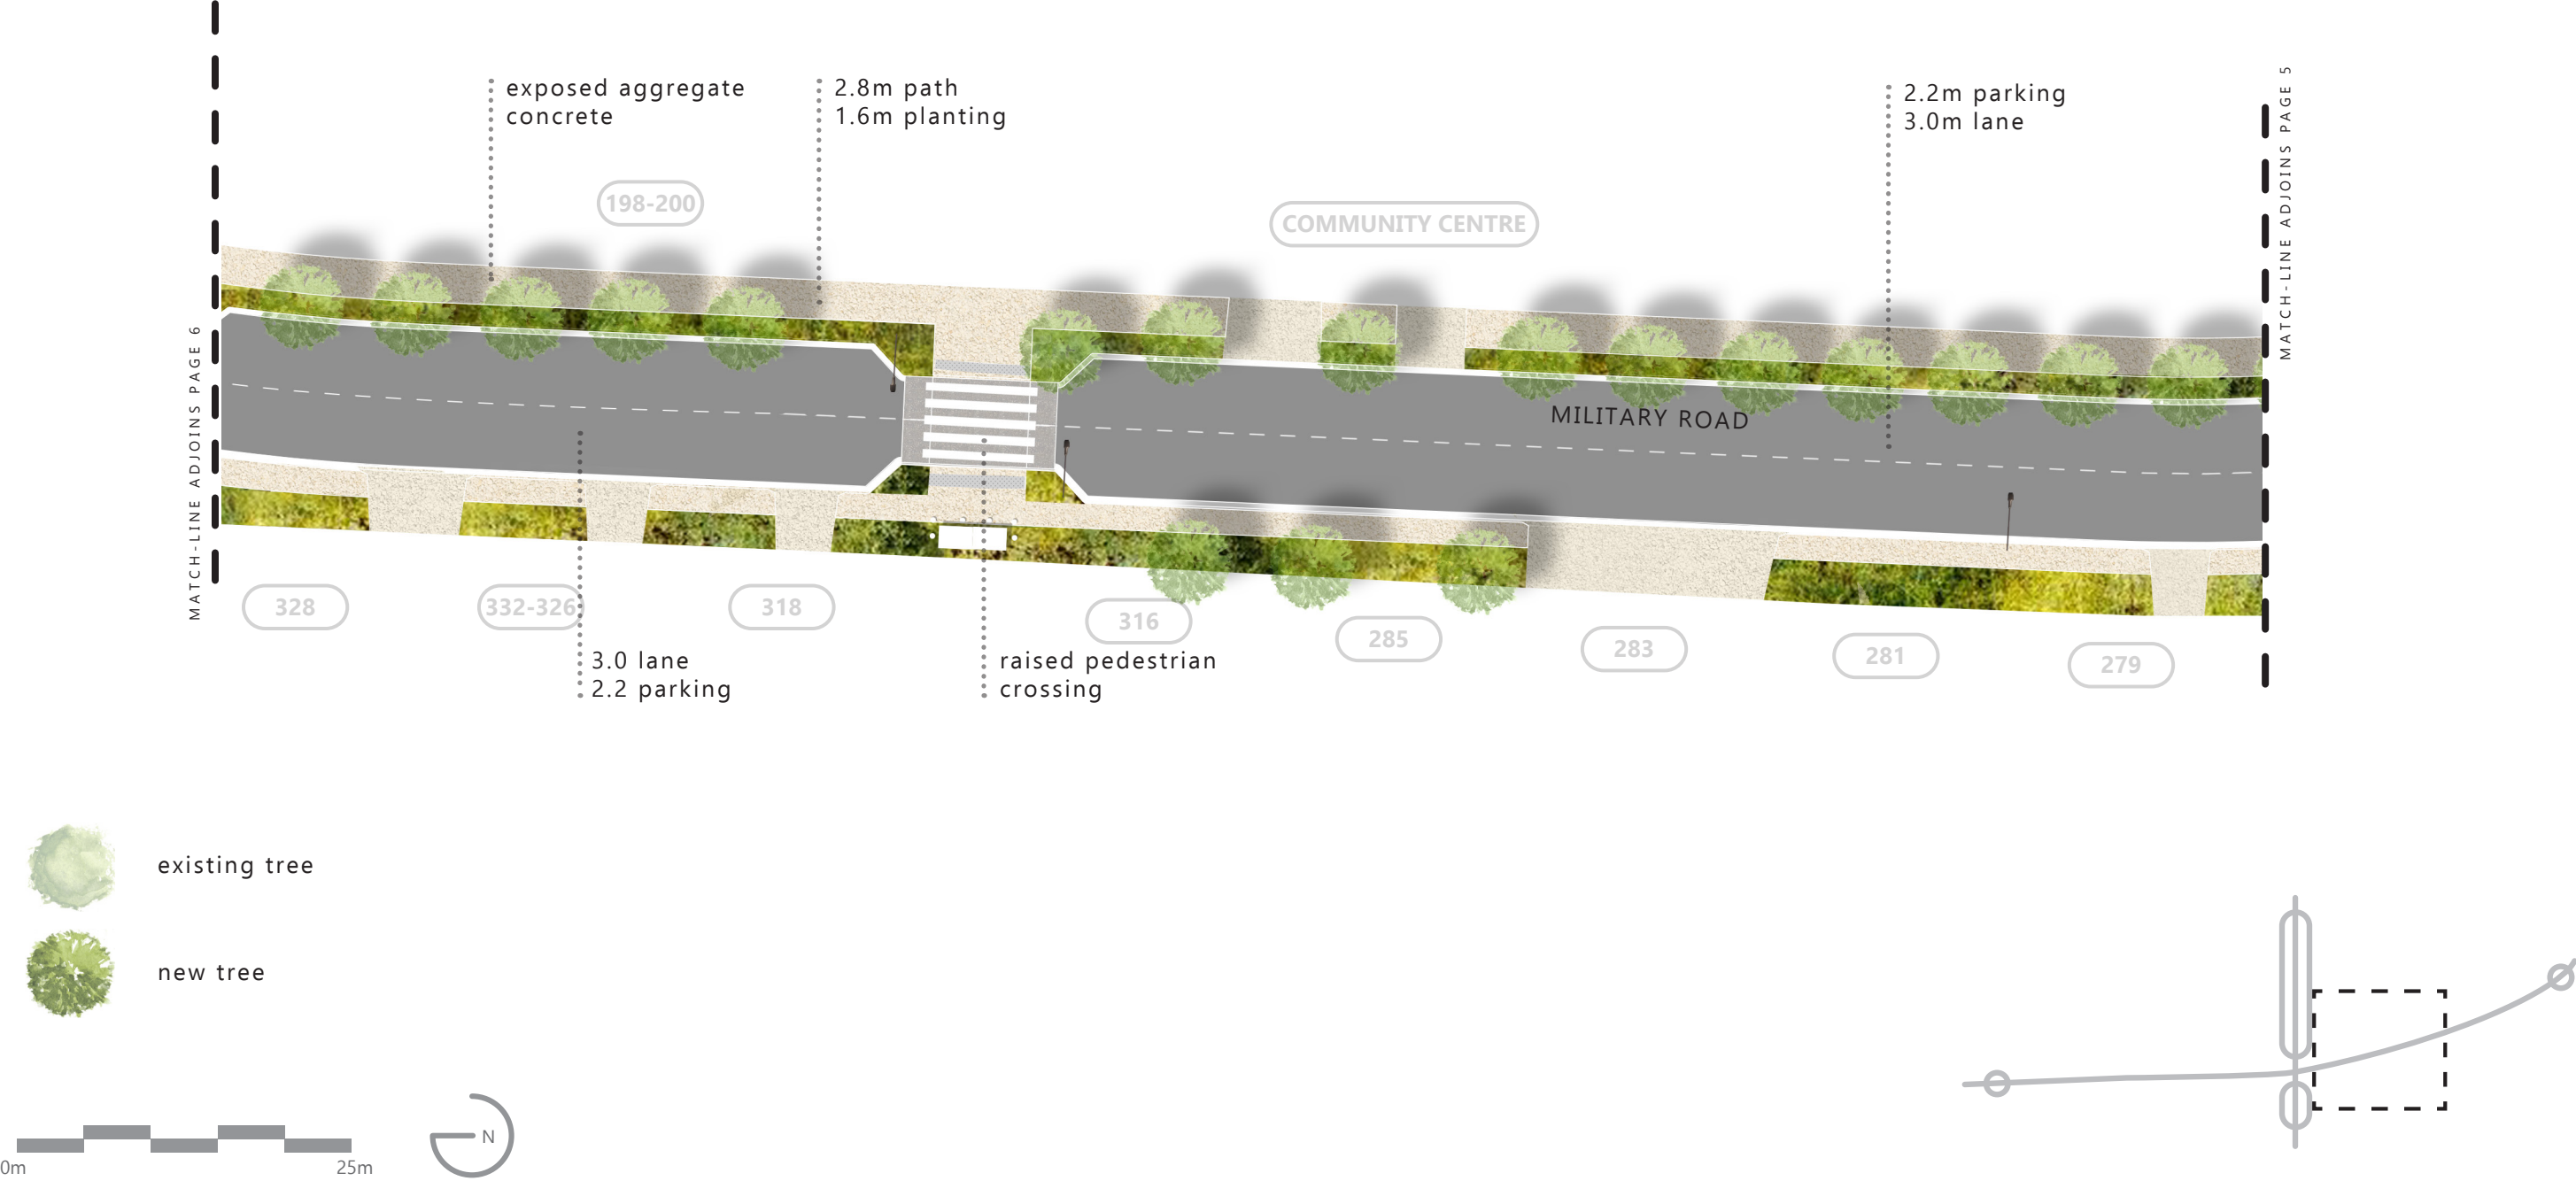 exposed aggregate
concrete
2.8m path
1.6m planting
2.2m parking
3.0m lane
MATCH-LINE ADJOINS PAGE 5
198-200
COMMUNITY CENTRE
MILITARY ROAD
MATCH-LINE ADJOINS PAGE 6
328
332-326
318
316
285
283
281
279
3.0 lane
2.2 parking
raised pedestrian
crossing
existing tree
new tree
0m
25m
N